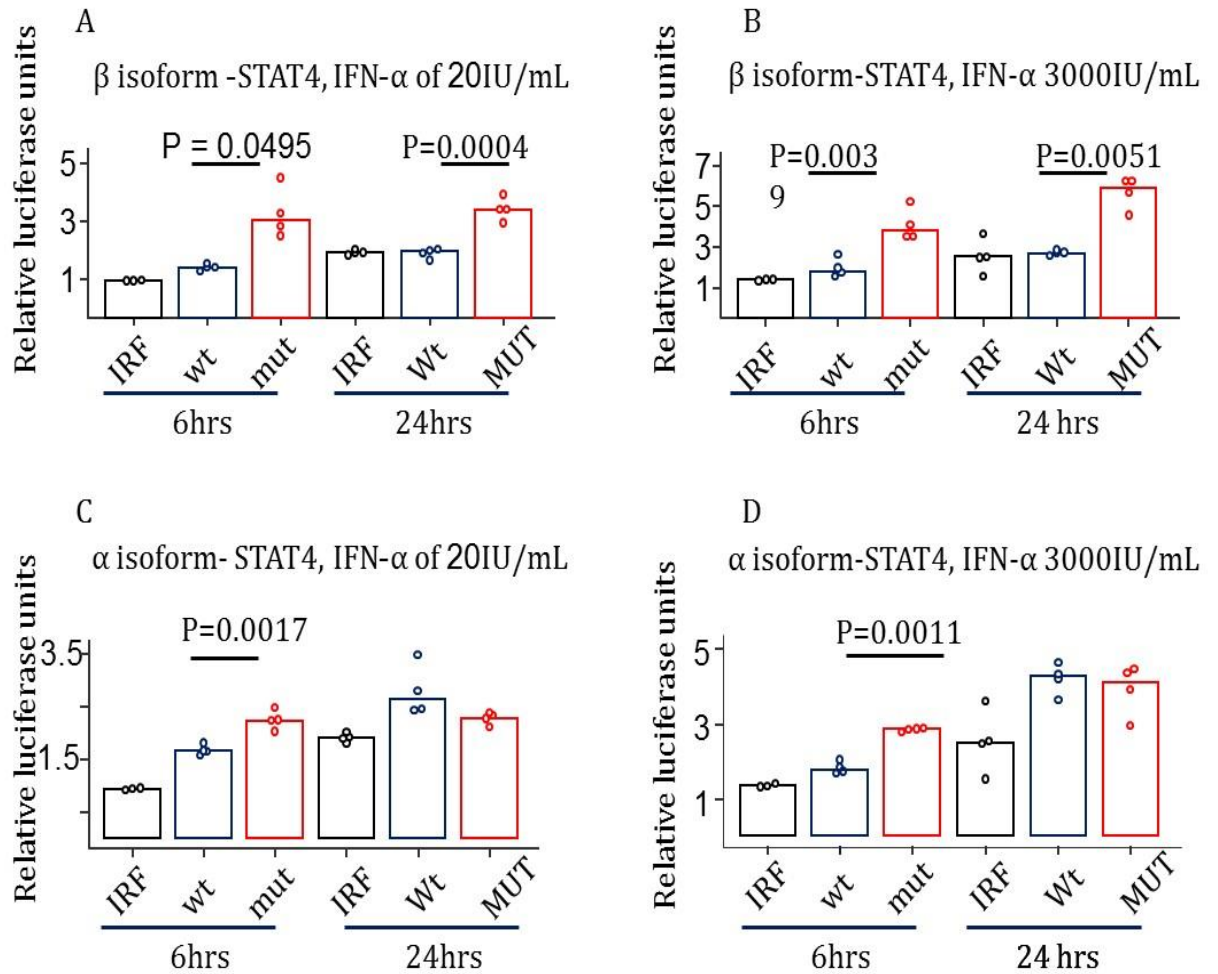 A
β isoform -STAT4, IFN-α of 20IU/mL
Relative luciferase units
P = 0.0495
P=0.0004
5
3
1
IRF
wt
mut
IRF
Wt
MUT
6hrs
24hrs
B
β isoform-STAT4, IFN-α 3000IU/mL
Relative luciferase units
P=0.003
9
P=0.0051
7
5
3
1
IRF
wt
mut
IRF
Wt
MUT
6hrs
24 hrs
C
α isoform- STAT4, IFN-α of 20IU/mL
Relative luciferase units
P=0.0017
3.5
1.5
IRF
wt
mut
IRF
Wt
MUT
6hrs
24hrs
D
α isoform-STAT4, IFN-α 3000IU/mL
Relative luciferase units
P=0.0011
5
3
1
IRF
wt
mut
IRF
Wt
MUT
6hrs
24 hrs